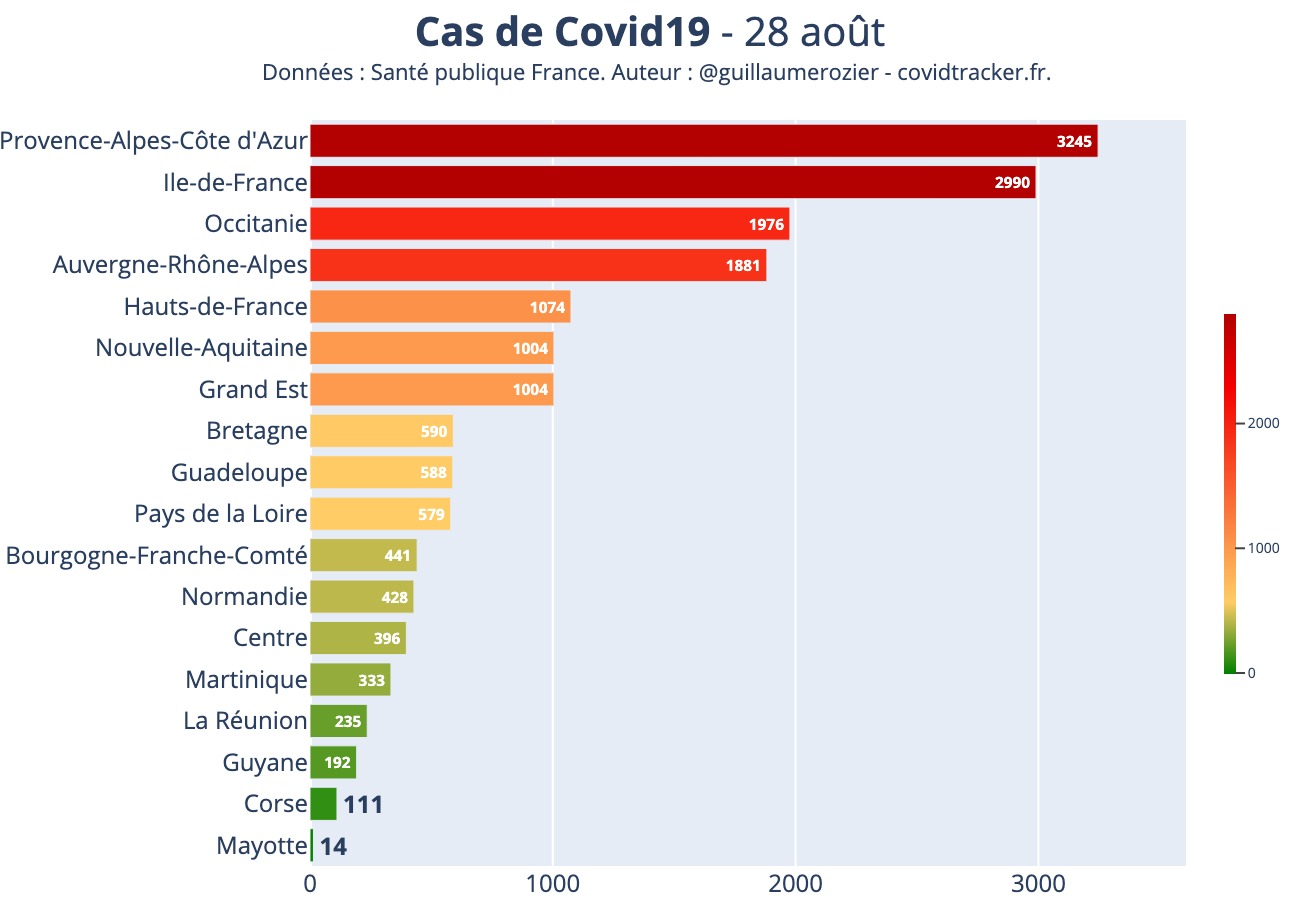 Cas de Covid19 - 28 août
Données : Santé publique France. Auteur : @guillaumerozier - covidtracker.fr.
Provence-Alpes-Côte d'Azur 3245
Ile-de-France 2990
Occitanie 1976
Auvergne-Rhône-Alpes 1881
Hauts-de-France 1074
Nouvelle-Aquitaine 1004
Grand Est 1004
Bretagne 590
Guadeloupe 588
Pays de la Loire 579
Bourgogne-Franche-Comté 441
Normandie 428
Centre 396
Martinique 333
La Réunion 235
Guyane 192
Corse 111
Mayotte 14
0 1000 2000 3000
2000
1000
0